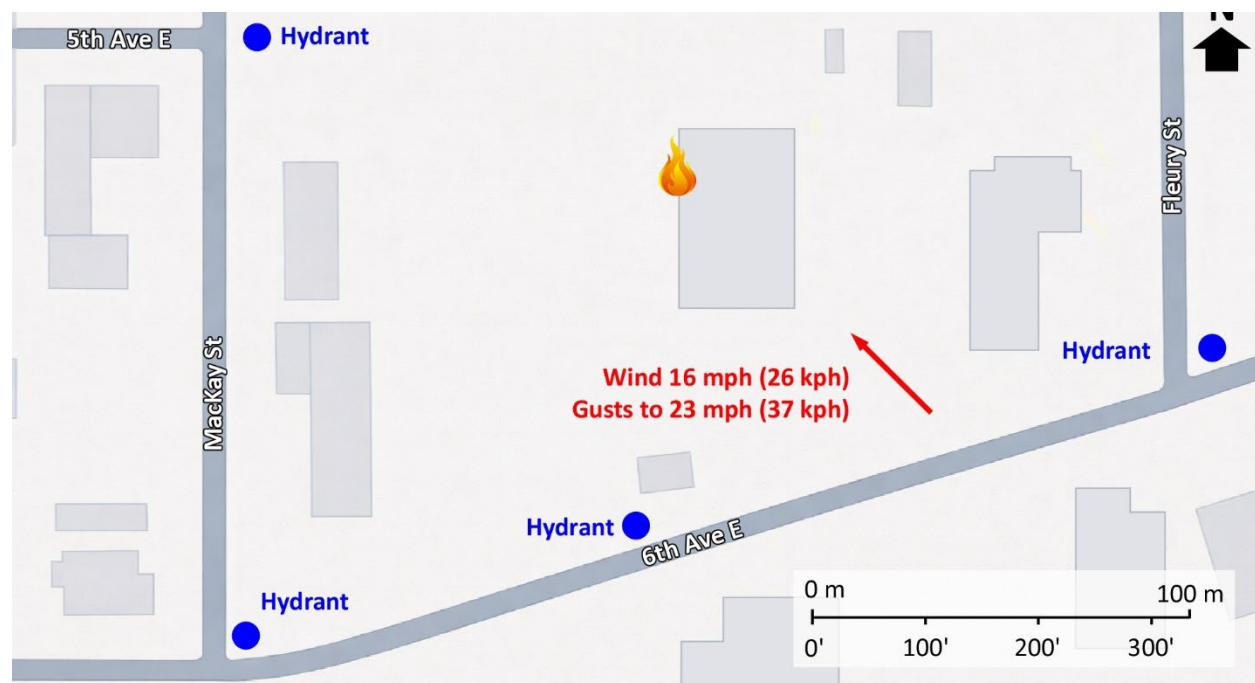 N
5th Ave E
Hydrant
Fleury St
MacKay St
Hydrant
Wind 16 mph (26 kph)
Gusts to 23 mph (37 kph)
Hydrant
6th Ave E
Hydrant
0 m 100 m
0' 100' 200' 300'